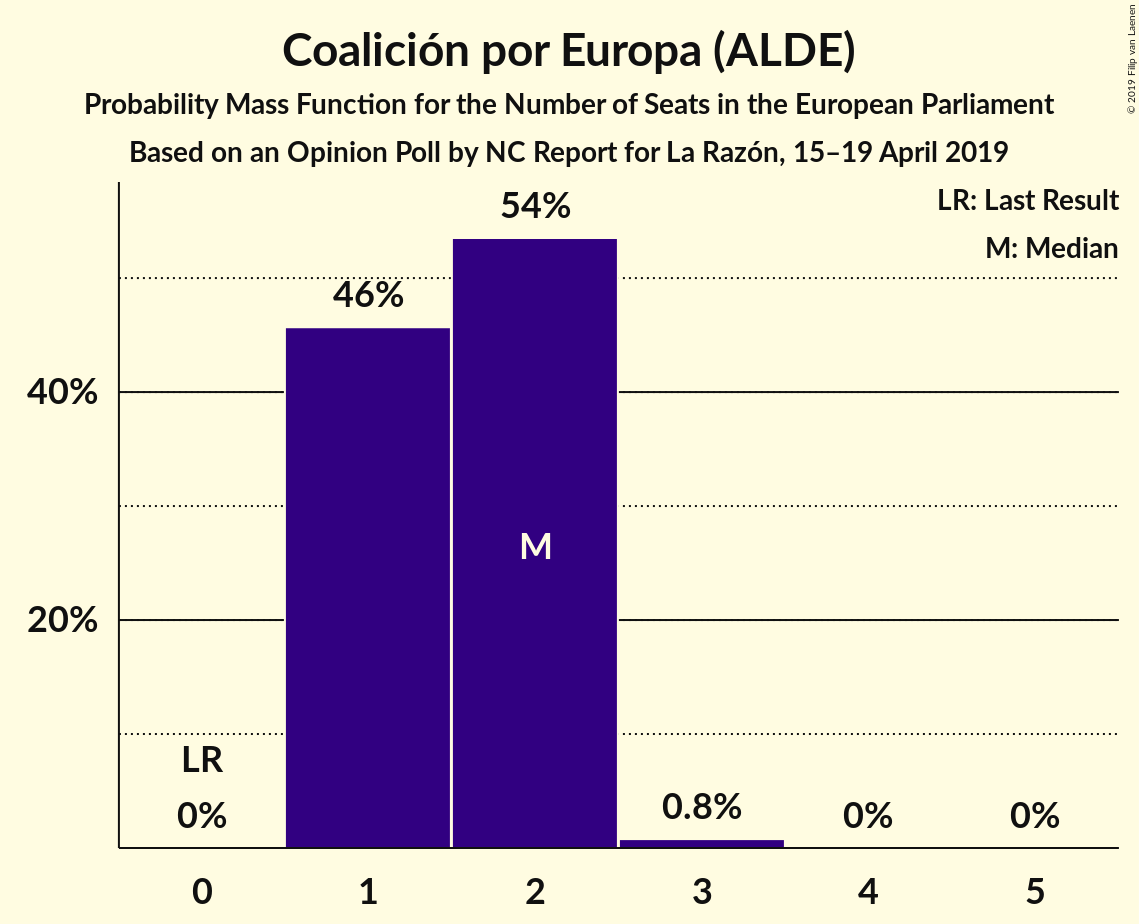 Coalición por Europa (ALDE)
Probability Mass Function for the Number of Seats in the European Parliament
Based on an Opinion Poll by NC Report for La Razón, 15–19 April 2019
© 2019 Filip van Laenen
LR: Last Result
M: Median
54%
46%
40%
M
20%
LR
0%
0.8%
0%
0%
0 1 2 3 4 5